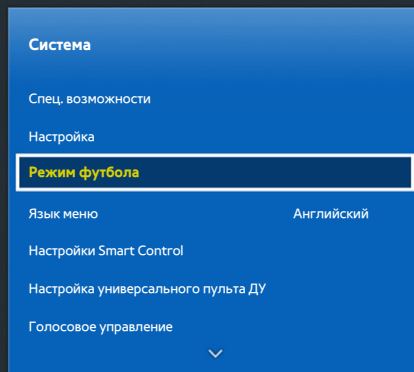 Система
Спец. возможности
Настройка
Режим футбола
Язык меню Английский
Настройки Smart Control
Настройка универсального пульта ДУ
Голосовое управление